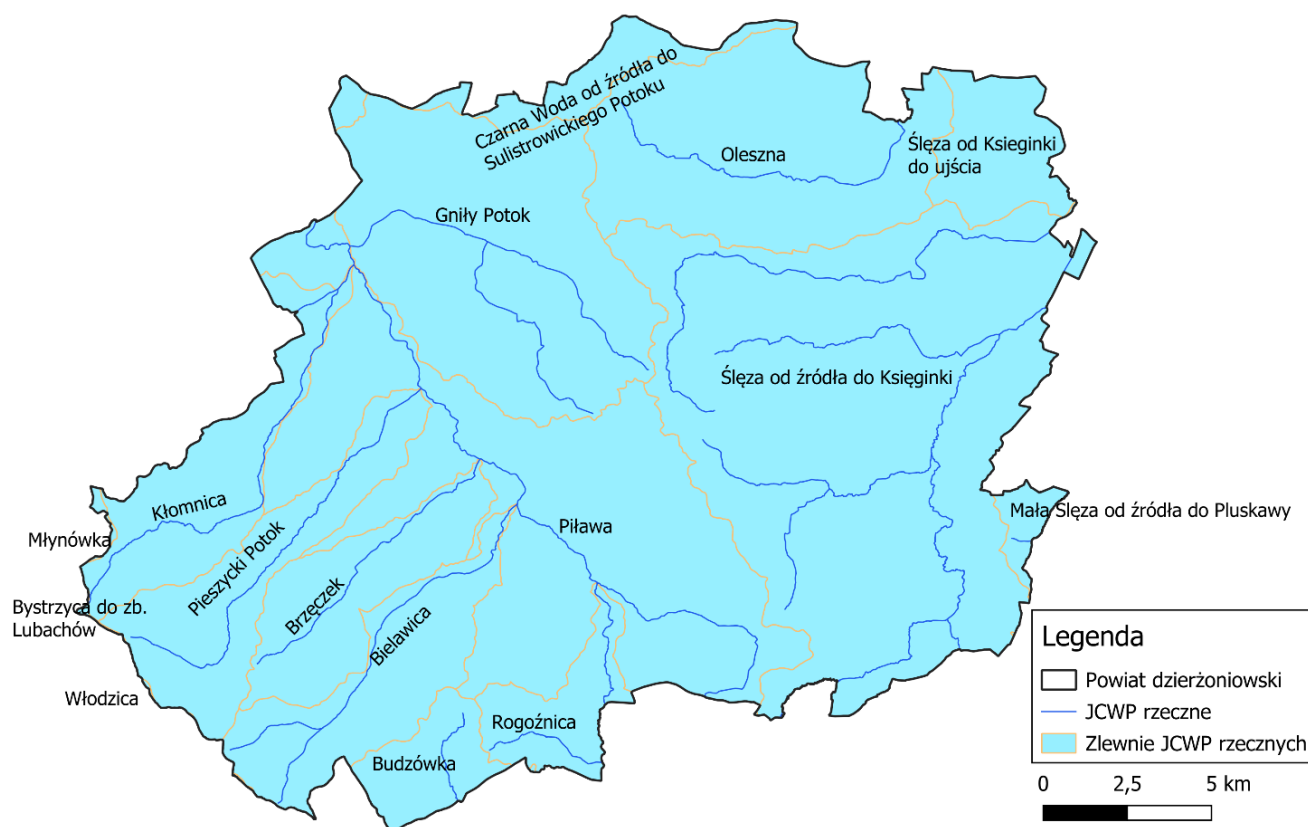 Czarna Woda od źródła do
Sulistrowickiego Potoku
Oleszna
Ślęza od Ksieginki
do ujścia
Gniły Potok
Ślęza od źródła do Księginki
Kłomnica
Młynówka
Pieszycki Potok
Piława
Mała Slęza od źródła do Pluskawy
Brzęczek
Bystrzyca do zb.
Lubachów
Bielawica
Włodzica
Rogoźnica
Budzówka
Legenda
Powiat dzierżoniowski
JCWP rzeczne
Zlewnie JCWP rzecznych
0 2,5 5 km